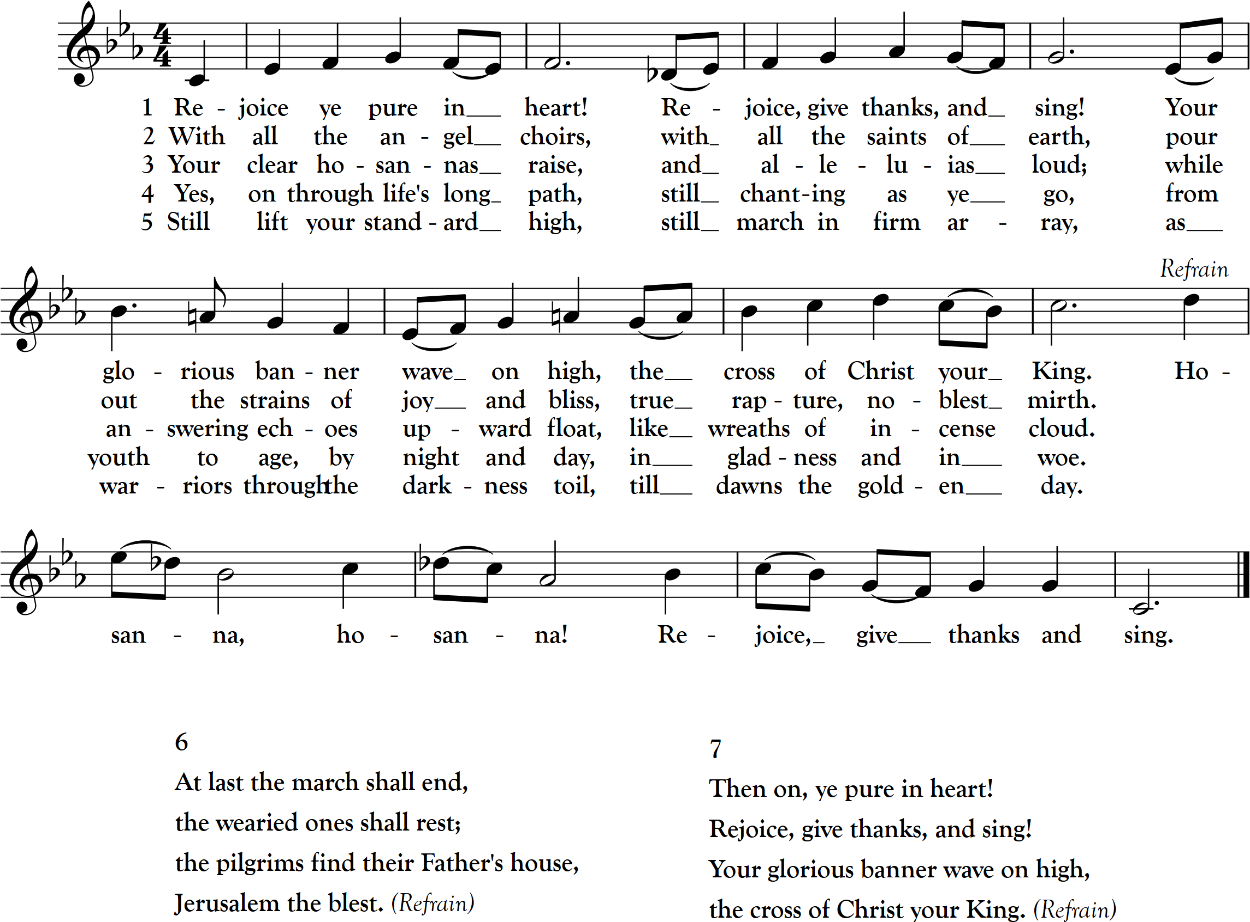 1 Re - joice ye pure in heart! Re - joice, give thanks, and sing! Your
2 With all the an - gel choirs, with all the saints of earth, pour
3 Your clear ho - san - nas raise, and al - le - lu - ias loud; while
4 Yes, on through life's long path, still chant - ing as ye go, from
5 Still lift your stand - ard high, still march in firm ar - ray, as
Refrain
glo - rious ban - ner wave on high, the cross of Christ your King. Ho -
out the strains of joy and bliss, true rap - ture, no - blest mirth.
an - swering ech - oes up - ward float, like wreaths of in - cense cloud.
youth to age, by night and day, in glad - ness and in woe.
war - riors through the dark - ness toil, till dawns the gold - en day.
san - na, ho - san - na! Re - joice, give thanks and sing.
6
At last the march shall end,
the wearied ones shall rest;
the pilgrims find their Father's house,
Jerusalem the blest. (Refrain)
7
Then on, ye pure in heart!
Rejoice, give thanks, and sing!
Your glorious banner wave on high,
the cross of Christ your King. (Refrain)